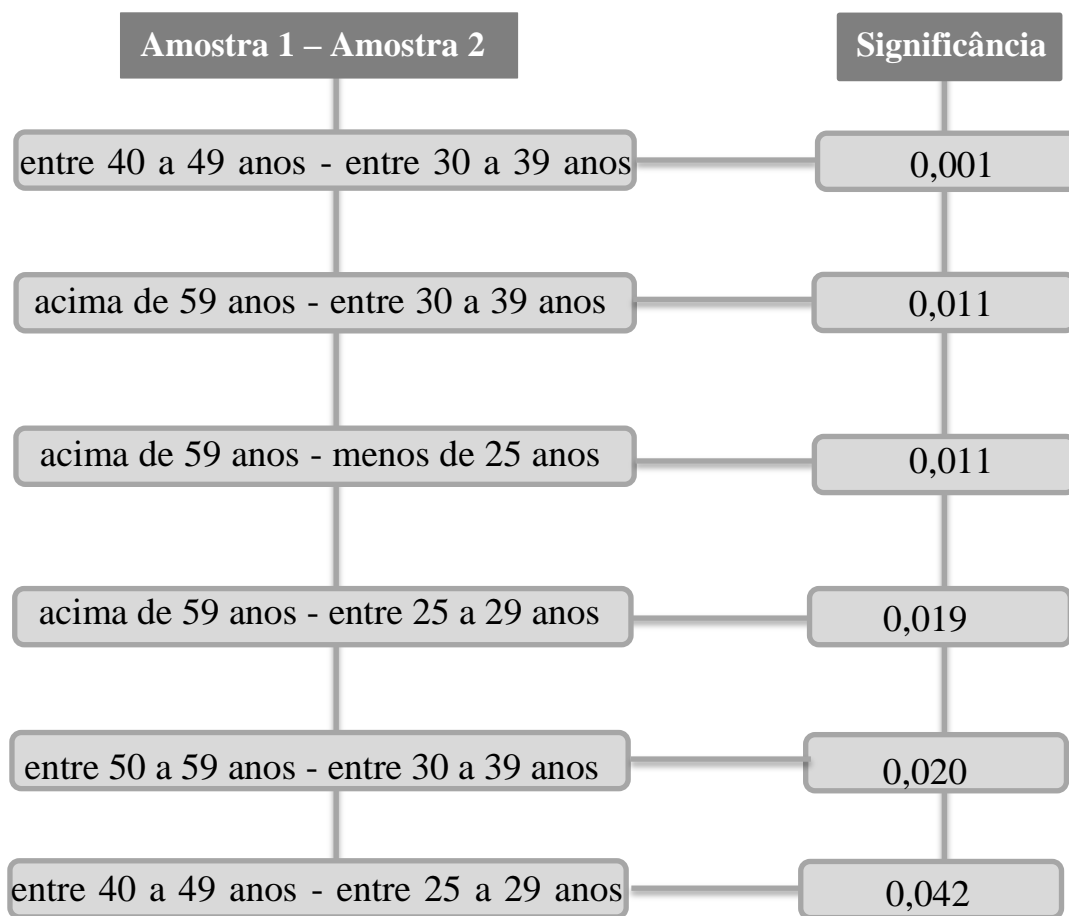 Amostra 1 – Amostra 2 Significância
entre 40 a 49 anos - entre 30 a 39 anos 0,001
acima de 59 anos - entre 30 a 39 anos 0,011
acima de 59 anos - menos de 25 anos 0,011
acima de 59 anos - entre 25 a 29 anos 0,019
entre 50 a 59 anos - entre 30 a 39 anos 0,020
entre 40 a 49 anos - entre 25 a 29 anos 0,042